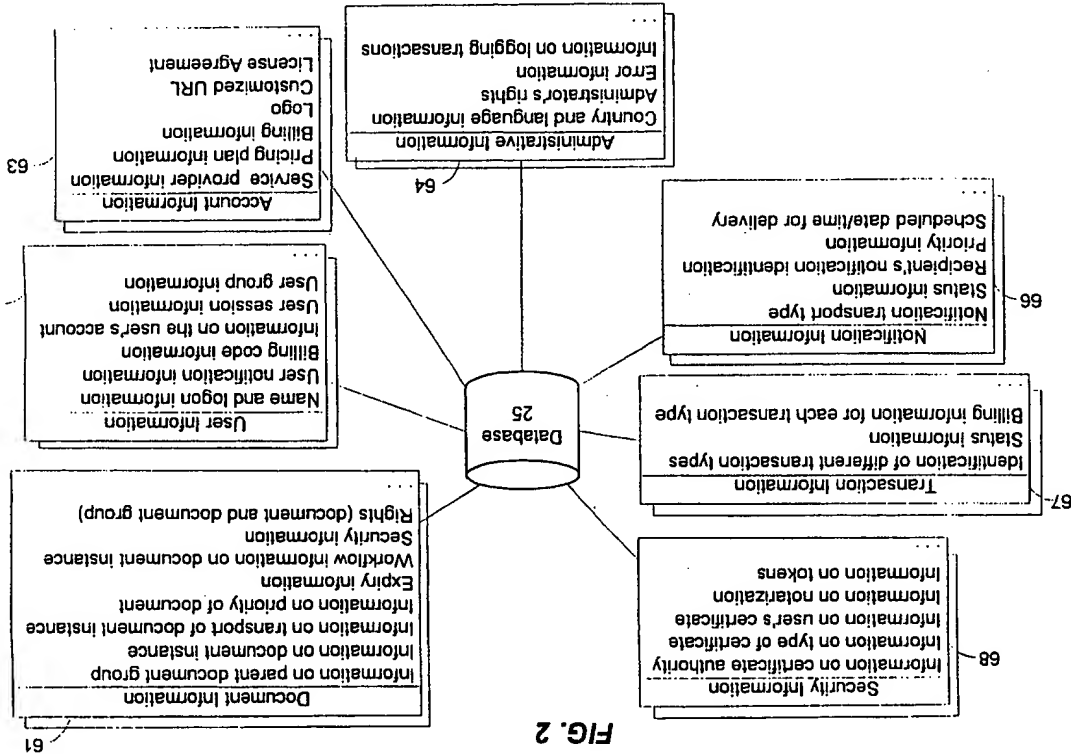 FIG. 2
61
Document Information
Information on parent document group
Information on document instance
Information on transport of document instance
Information on priority of document
Expiry information
Workflow information on document instance
Security information
Rights (document and document group)
...
68
Security Information
Information on certificate authority
Information on type of certificate
Information on user's certificate
Information on notarization
Information on tokens
...
User Information
Name and logon information
User notification information
Billing code information
Information on the user's account
User session information
User group information
...
Database
25
67
Transaction Information
Identification of different transaction types
Status information
Billing information for each transaction type
...
66
Notification Information
Notification transport type
Status information
Recipient's notification identification
Priority information
Scheduled date/time for delivery
...
63
Account Information
Service provider information
Pricing plan information
Billing information
Logo
Customized URL
License Agreement
...
64
Administrative Information
Country and language information
Administrator's rights
Error information
Information on logging transactions
...